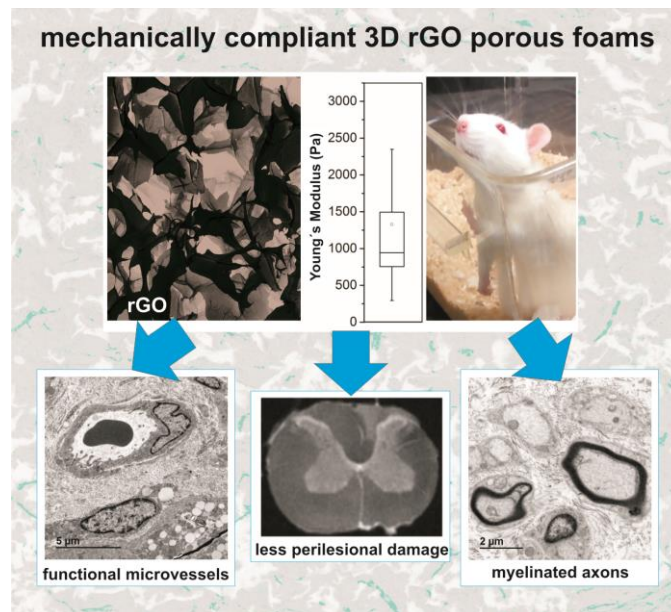 mechanically compliant 3D rGO porous foams
rGO
Young´s Modulus (Pa)
3000
2500
2000
1500
1000
500
0
5 µm
functional microvessels
less perilesional damage
2 µm
myelinated axons